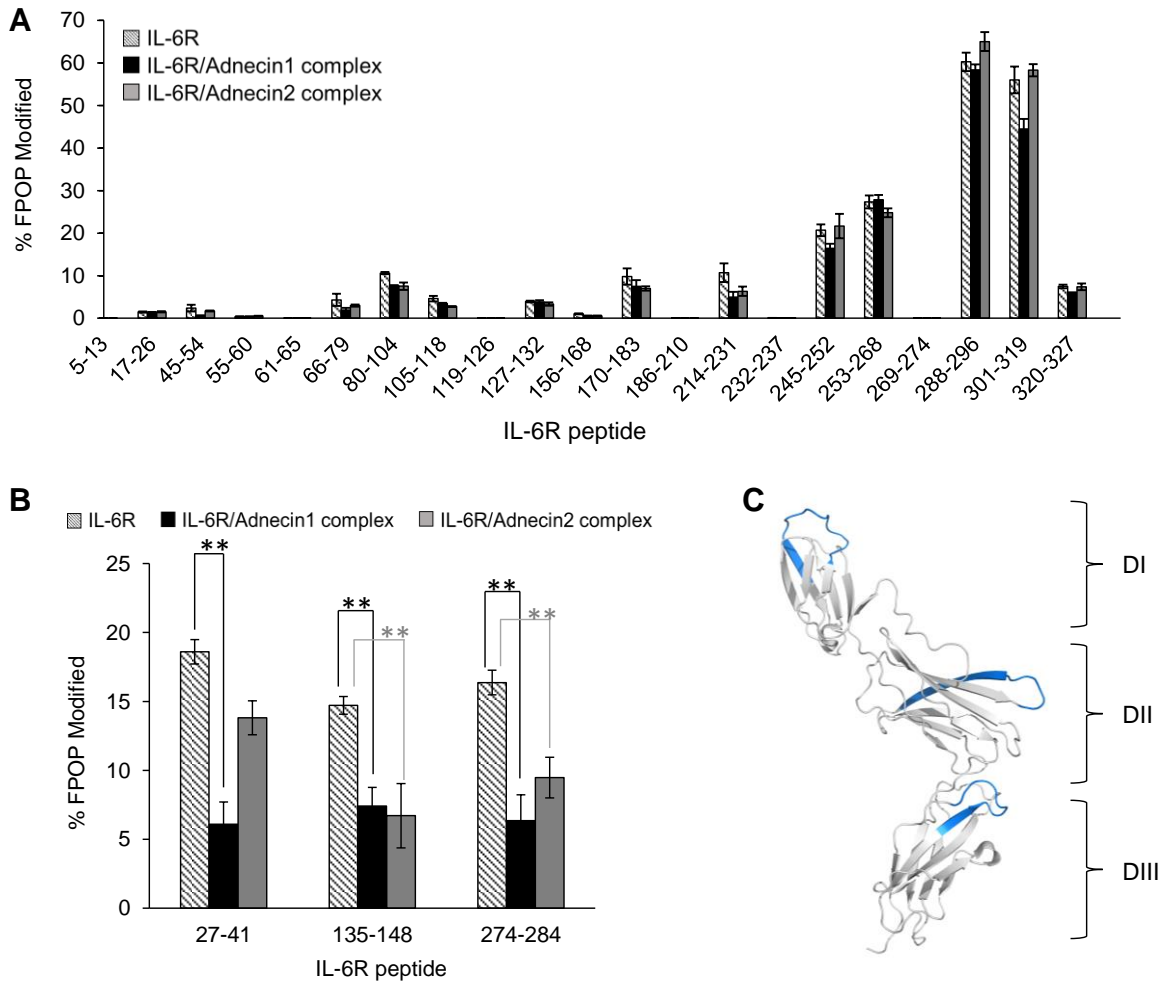 A
70
60
50
40
30
20
10
0
% FPOP Modified
IL-6R
IL-6R/Adnecin1 complex
IL-6R/Adnecin2 complex
5-13
17-26
45-54
55-60
61-65
66-79
80-104
105-118
119-126
127-132
156-168
170-183
186-210
214-231
232-237
245-252
253-268
269-274
288-296
301-319
320-327
IL-6R peptide
B
IL-6R
IL-6R/Adnecin1 complex
IL-6R/Adnecin2 complex
25
20
15
10
5
0
% FPOP Modified
**
**
**
**
**
27-41
135-148
274-284
IL-6R peptide
C
DI
DII
DIII